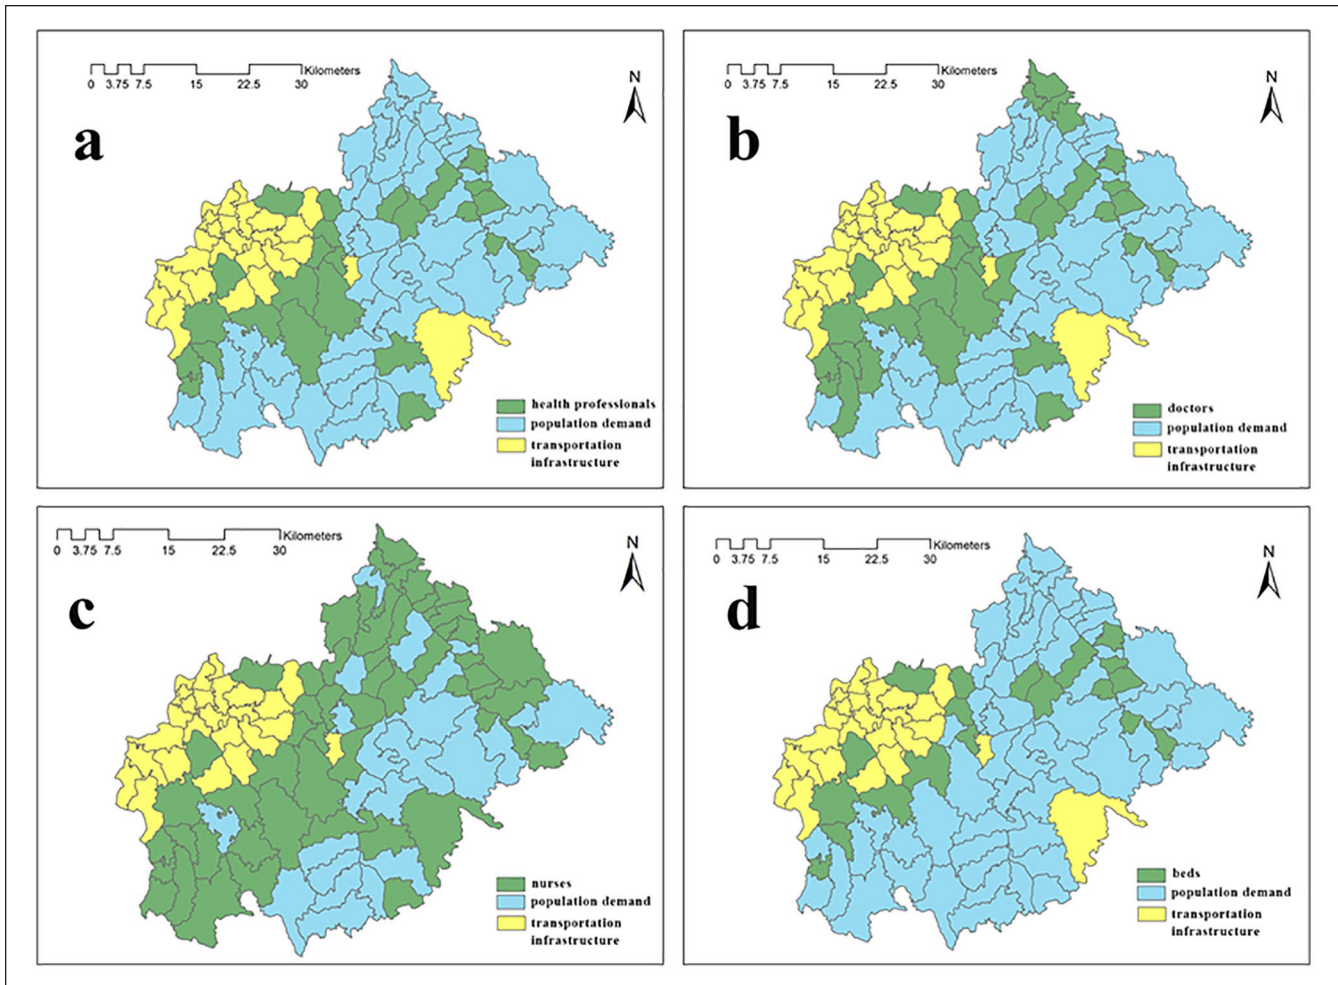 Kilometers
0 3.75 7.5 15 22.5 30
N
a
health professionals
population demand
transportation
infrastructure
Kilometers
0 3.75 7.5 15 22.5 30
N
b
doctors
population demand
transportation
infrastructure
Kilometers
0 3.75 7.5 15 22.5 30
N
c
nurses
population demand
transportation
infrastructure
Kilometers
0 3.75 7.5 15 22.5 30
N
d
beds
population demand
transportation
infrastructure